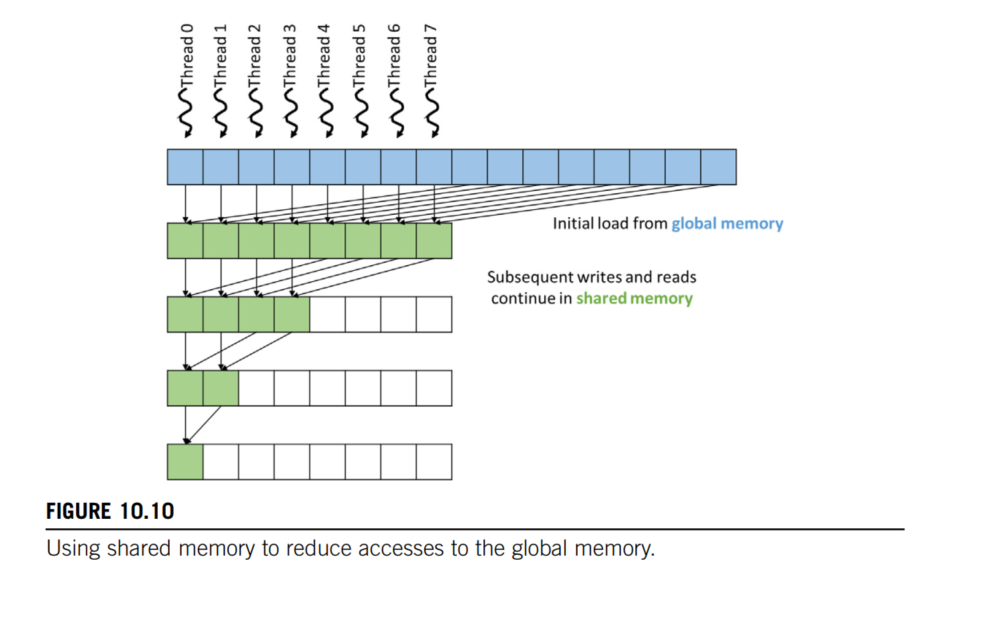 Thread 0
Thread 1
Thread 2
Thread 3
Thread 4
Thread 5
Thread 6
Thread 7
Initial load from global memory
Subsequent writes and reads
continue in shared memory
FIGURE 10.10
Using shared memory to reduce accesses to the global memory.